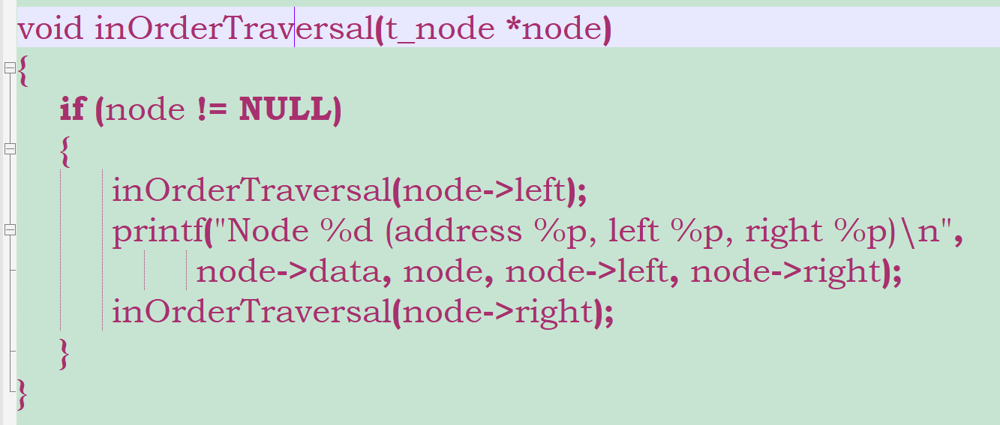 void inOrderTraversal(t_node *node)
{
if (node != NULL)
{
inOrderTraversal(node->left);
printf("Node %d (address %p, left %p, right %p)\n",
node->data, node, node->left, node->right);
inOrderTraversal(node->right);
}
}